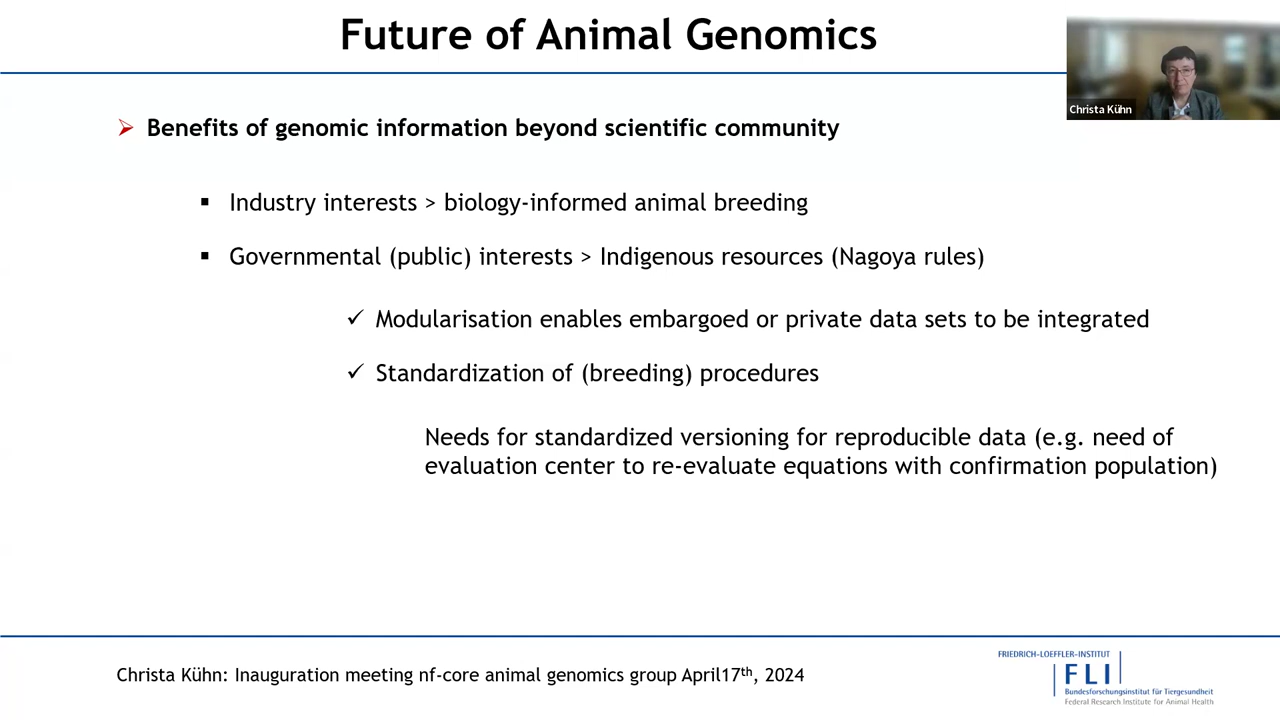 Future of Animal Genomics
Christa Kühn
➢ Benefits of genomic information beyond scientific community
▪ Industry interests > biology-informed animal breeding
▪ Governmental (public) interests > Indigenous resources (Nagoya rules)
✓ Modularisation enables embargoed or private data sets to be integrated
✓ Standardization of (breeding) procedures
Needs for standardized versioning for reproducible data (e.g. need of
evaluation center to re-evaluate equations with confirmation population)
Christa Kühn: Inauguration meeting nf-core animal genomics group April17th, 2024
FRIEDRICH-LOEFFLER-INSTITUT
FLI
Bundesforschungsinstitut für Tiergesundheit
Federal Research Institute for Animal Health